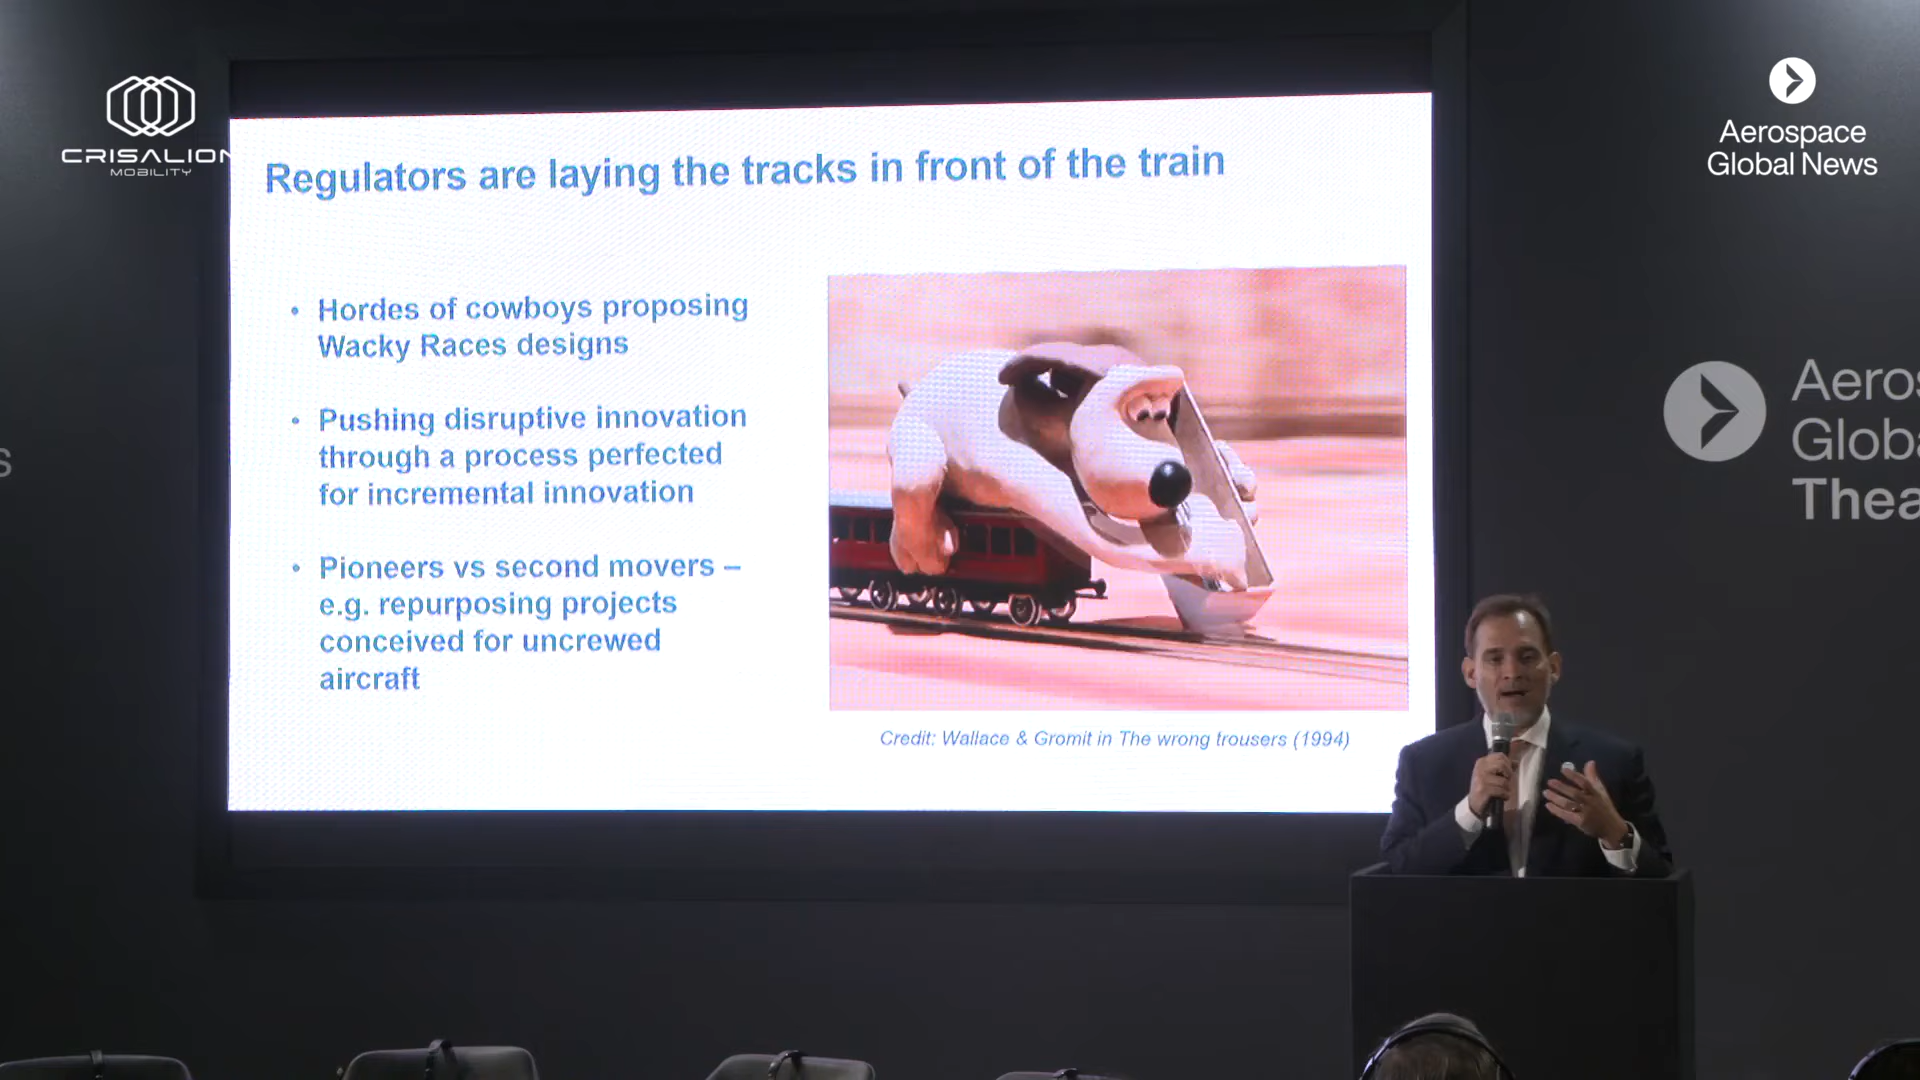 CRISALION
MOBILITY
Aerospace
Global News
Regulators are laying the tracks in front of the train
• Hordes of cowboys proposing
Wacky Races designs
• Pushing disruptive innovation
through a process perfected
for incremental innovation
• Pioneers vs second movers –
e.g. repurposing projects
conceived for uncrewed
aircraft
Credit: Wallace & Gromit in The wrong trousers (1994)
s
Aeros
Globa
Thea